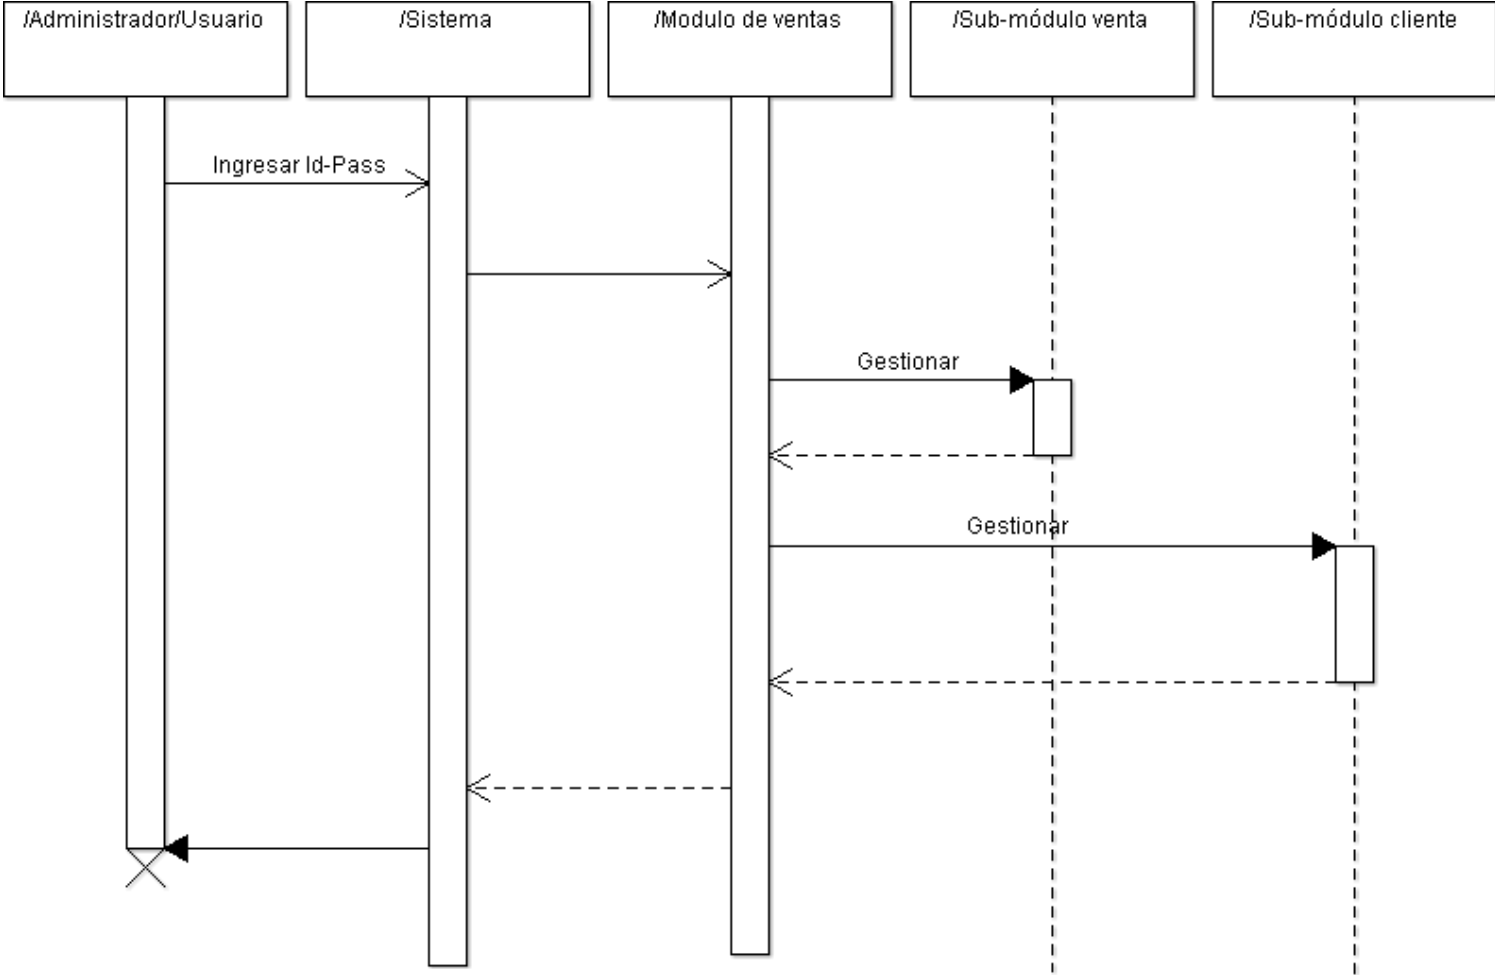 /Administrador/Usuario
/Sistema
/Modulo de ventas
/Sub-módulo venta
/Sub-módulo cliente
Ingresar Id-Pass
Gestionar
Gestionar